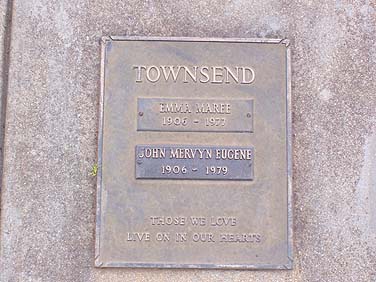 TOWNSEND
EMMA MAREE
1906 - 1977
JOHN MERVYN EUGENE
1906 - 1979
THOSE WE LOVE
LIVE ON IN OUR HEARTS